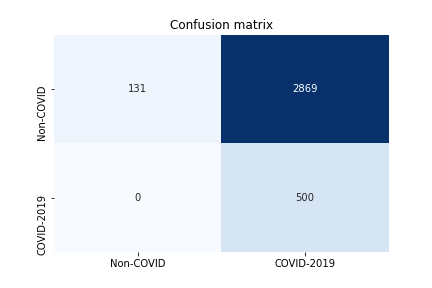 Confusion matrix
Non-COVID
131
2869
COVID-2019
0
500
Non-COVID
COVID-2019